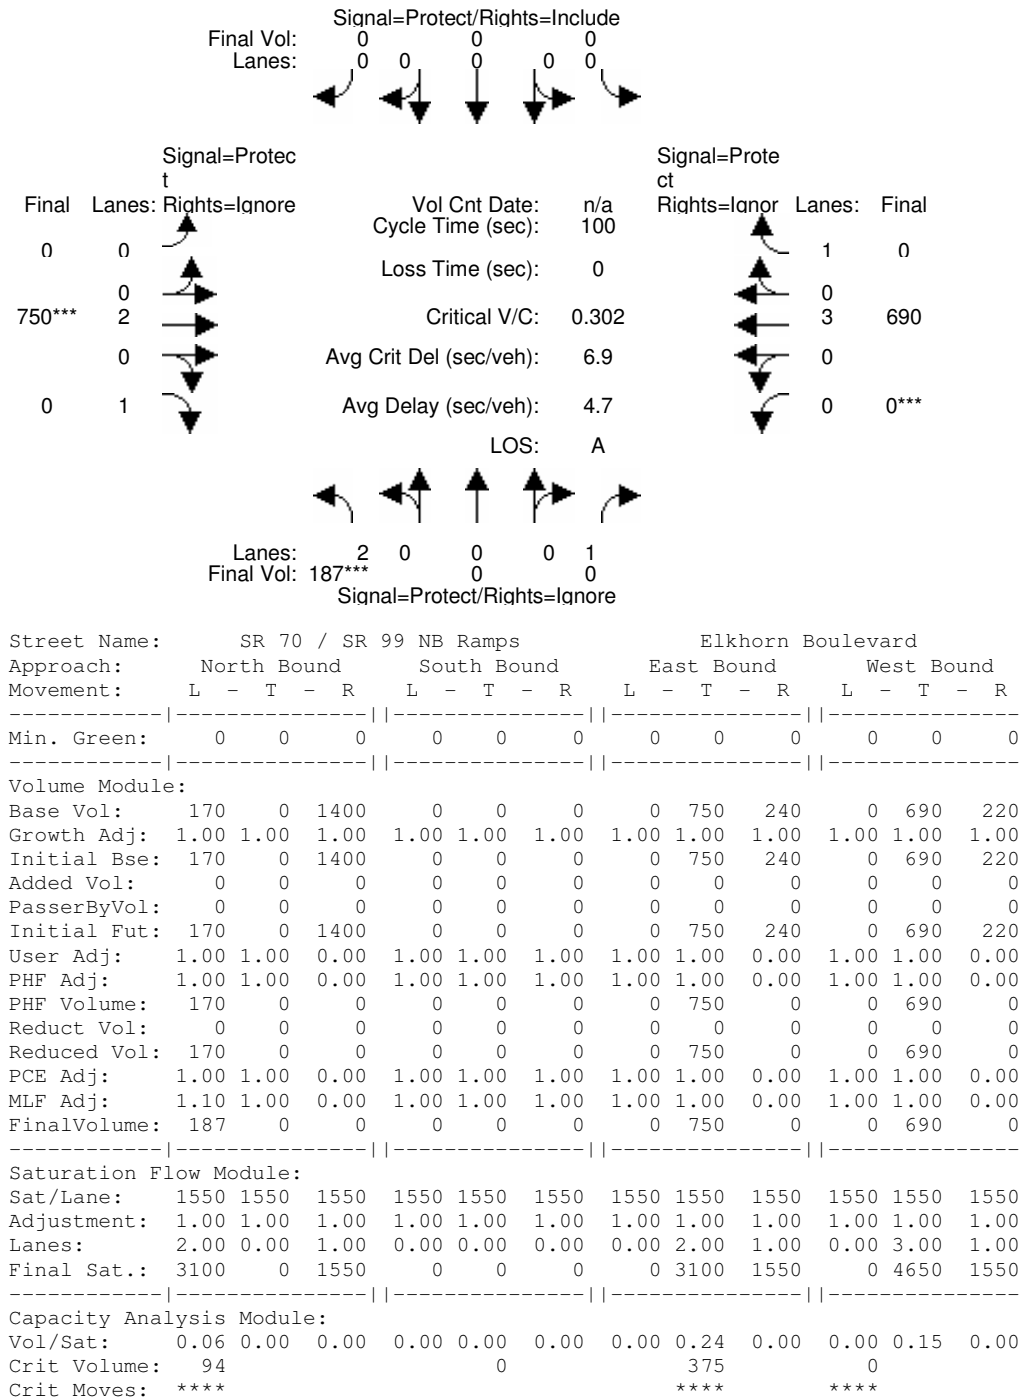 Signal=Protect/Rights=Include
Final Vol: 0 0 0
Lanes: 0 0 0 0 0
Signal=Protec Signal=Prote
t ct
Final Lanes: Rights=Ignore Vol Cnt Date: n/a Rights=Ignor Lanes: Final
Cycle Time (sec): 100
0 0 1 0
Loss Time (sec): 0
0 0
750*** 2 Critical V/C: 0.302 3 690
0 Avg Crit Del (sec/veh): 6.9 0
0 1 Avg Delay (sec/veh): 4.7 0 0***
LOS: A
Lanes: 2 0 0 0 1
Final Vol: 187*** 0 0
Signal=Protect/Rights=Ignore
Street Name: SR 70 / SR 99 NB Ramps Elkhorn Boulevard
Approach: North Bound South Bound East Bound West Bound
Movement: L - T - R L - T - R L - T - R L - T - R
------------|---------------||---------------||---------------||---------------
Min. Green: 0 0 0 0 0 0 0 0 0 0 0 0
------------|---------------||---------------||---------------||---------------
Volume Module:
Base Vol: 170 0 1400 0 0 0 0 750 240 0 690 220
Growth Adj: 1.00 1.00 1.00 1.00 1.00 1.00 1.00 1.00 1.00 1.00 1.00 1.00
Initial Bse: 170 0 1400 0 0 0 0 750 240 0 690 220
Added Vol: 0 0 0 0 0 0 0 0 0 0 0 0
PasserByVol: 0 0 0 0 0 0 0 0 0 0 0 0
Initial Fut: 170 0 1400 0 0 0 0 750 240 0 690 220
User Adj: 1.00 1.00 0.00 1.00 1.00 1.00 1.00 1.00 0.00 1.00 1.00 0.00
PHF Adj: 1.00 1.00 0.00 1.00 1.00 1.00 1.00 1.00 0.00 1.00 1.00 0.00
PHF Volume: 170 0 0 0 0 0 0 750 0 0 690 0
Reduct Vol: 0 0 0 0 0 0 0 0 0 0 0 0
Reduced Vol: 170 0 0 0 0 0 0 750 0 0 690 0
PCE Adj: 1.00 1.00 0.00 1.00 1.00 1.00 1.00 1.00 0.00 1.00 1.00 0.00
MLF Adj: 1.10 1.00 0.00 1.00 1.00 1.00 1.00 1.00 0.00 1.00 1.00 0.00
FinalVolume: 187 0 0 0 0 0 0 750 0 0 690 0
------------|---------------||---------------||---------------||---------------
Saturation Flow Module:
Sat/Lane: 1550 1550 1550 1550 1550 1550 1550 1550 1550 1550 1550 1550
Adjustment: 1.00 1.00 1.00 1.00 1.00 1.00 1.00 1.00 1.00 1.00 1.00 1.00
Lanes: 2.00 0.00 1.00 0.00 0.00 0.00 0.00 2.00 1.00 0.00 3.00 1.00
Final Sat.: 3100 0 1550 0 0 0 0 3100 1550 0 4650 1550
------------|---------------||---------------||---------------||---------------
Capacity Analysis Module:
Vol/Sat: 0.06 0.00 0.00 0.00 0.00 0.00 0.00 0.24 0.00 0.00 0.15 0.00
Crit Volume: 94 0 375 0
Crit Moves: **** **** ****